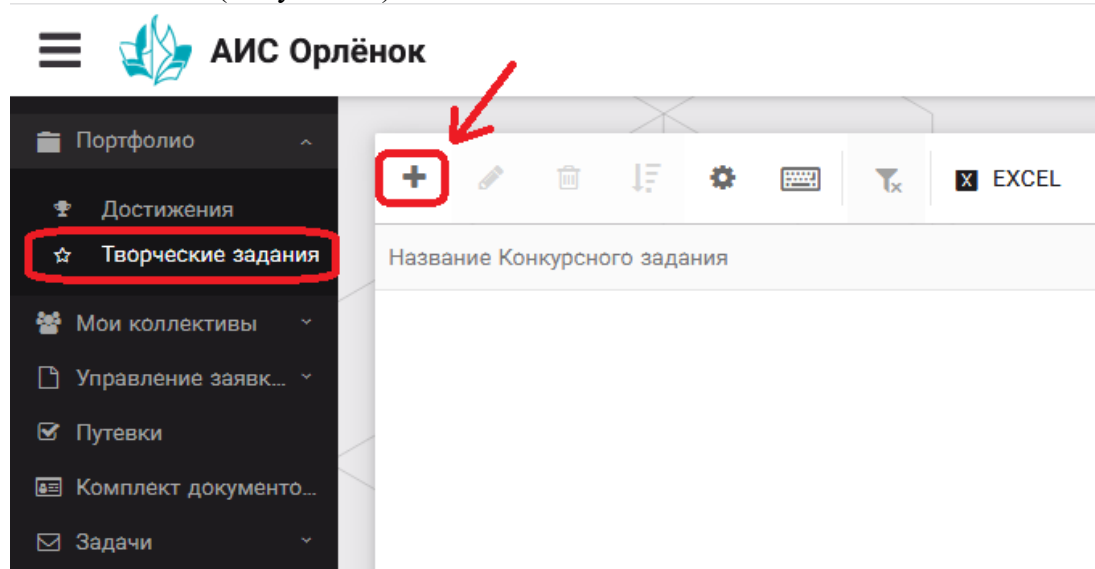 АИС Орлёнок
Портфолио
EXCEL
Достижения
Творческие задания
Название Конкурсного задания
Мои коллективы
Управление заявк...
Путевки
Комплект документо...
Задачи